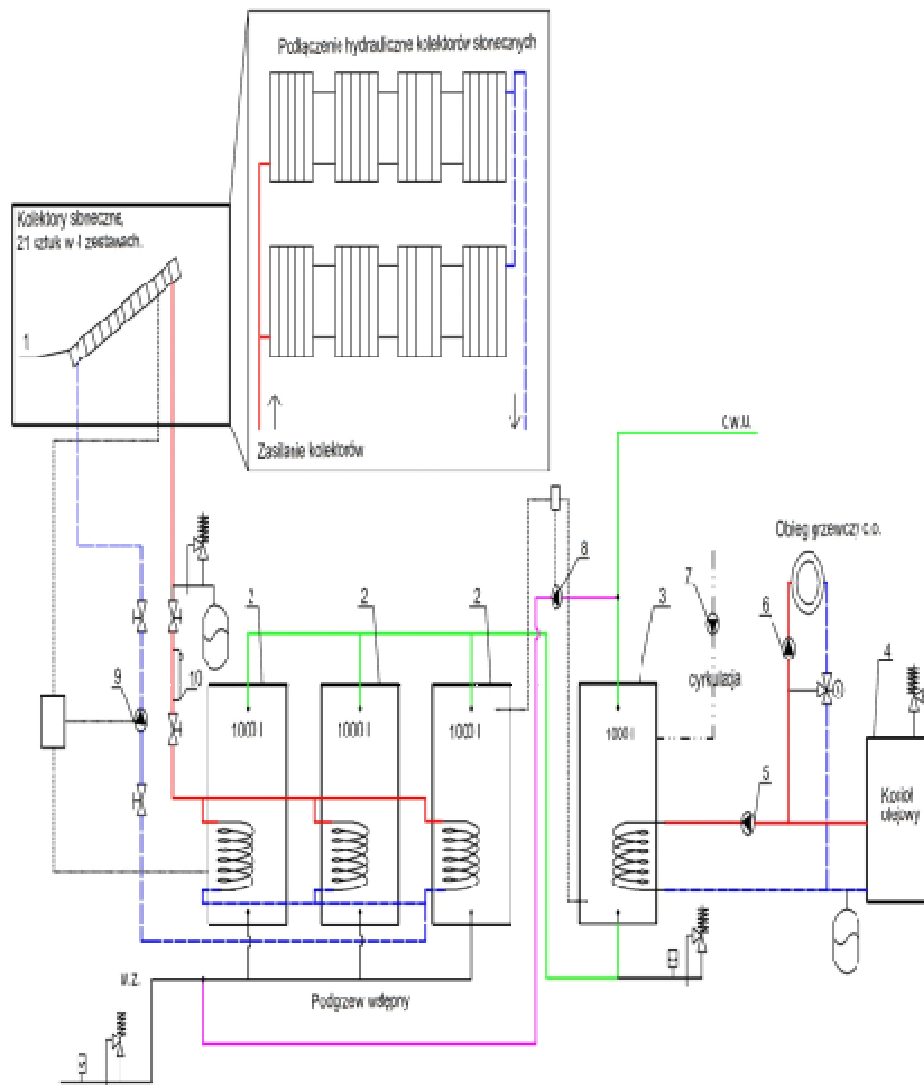 Podłączenie hydrauliczne kolektorów słonecznych
Kolektory słoneczne,
21 sztuk w 4 zestawach.
1
Zasilanie kolektorów
c.w.u.
Obieg grzewczy c.o.
8
7
2
2
2
3
6
4
cyrkulacja
9
10
1000 l
1000 l
1000 l
1000 l
5
Kocioł
olejowy
w.z.
Podgrzew wstępny